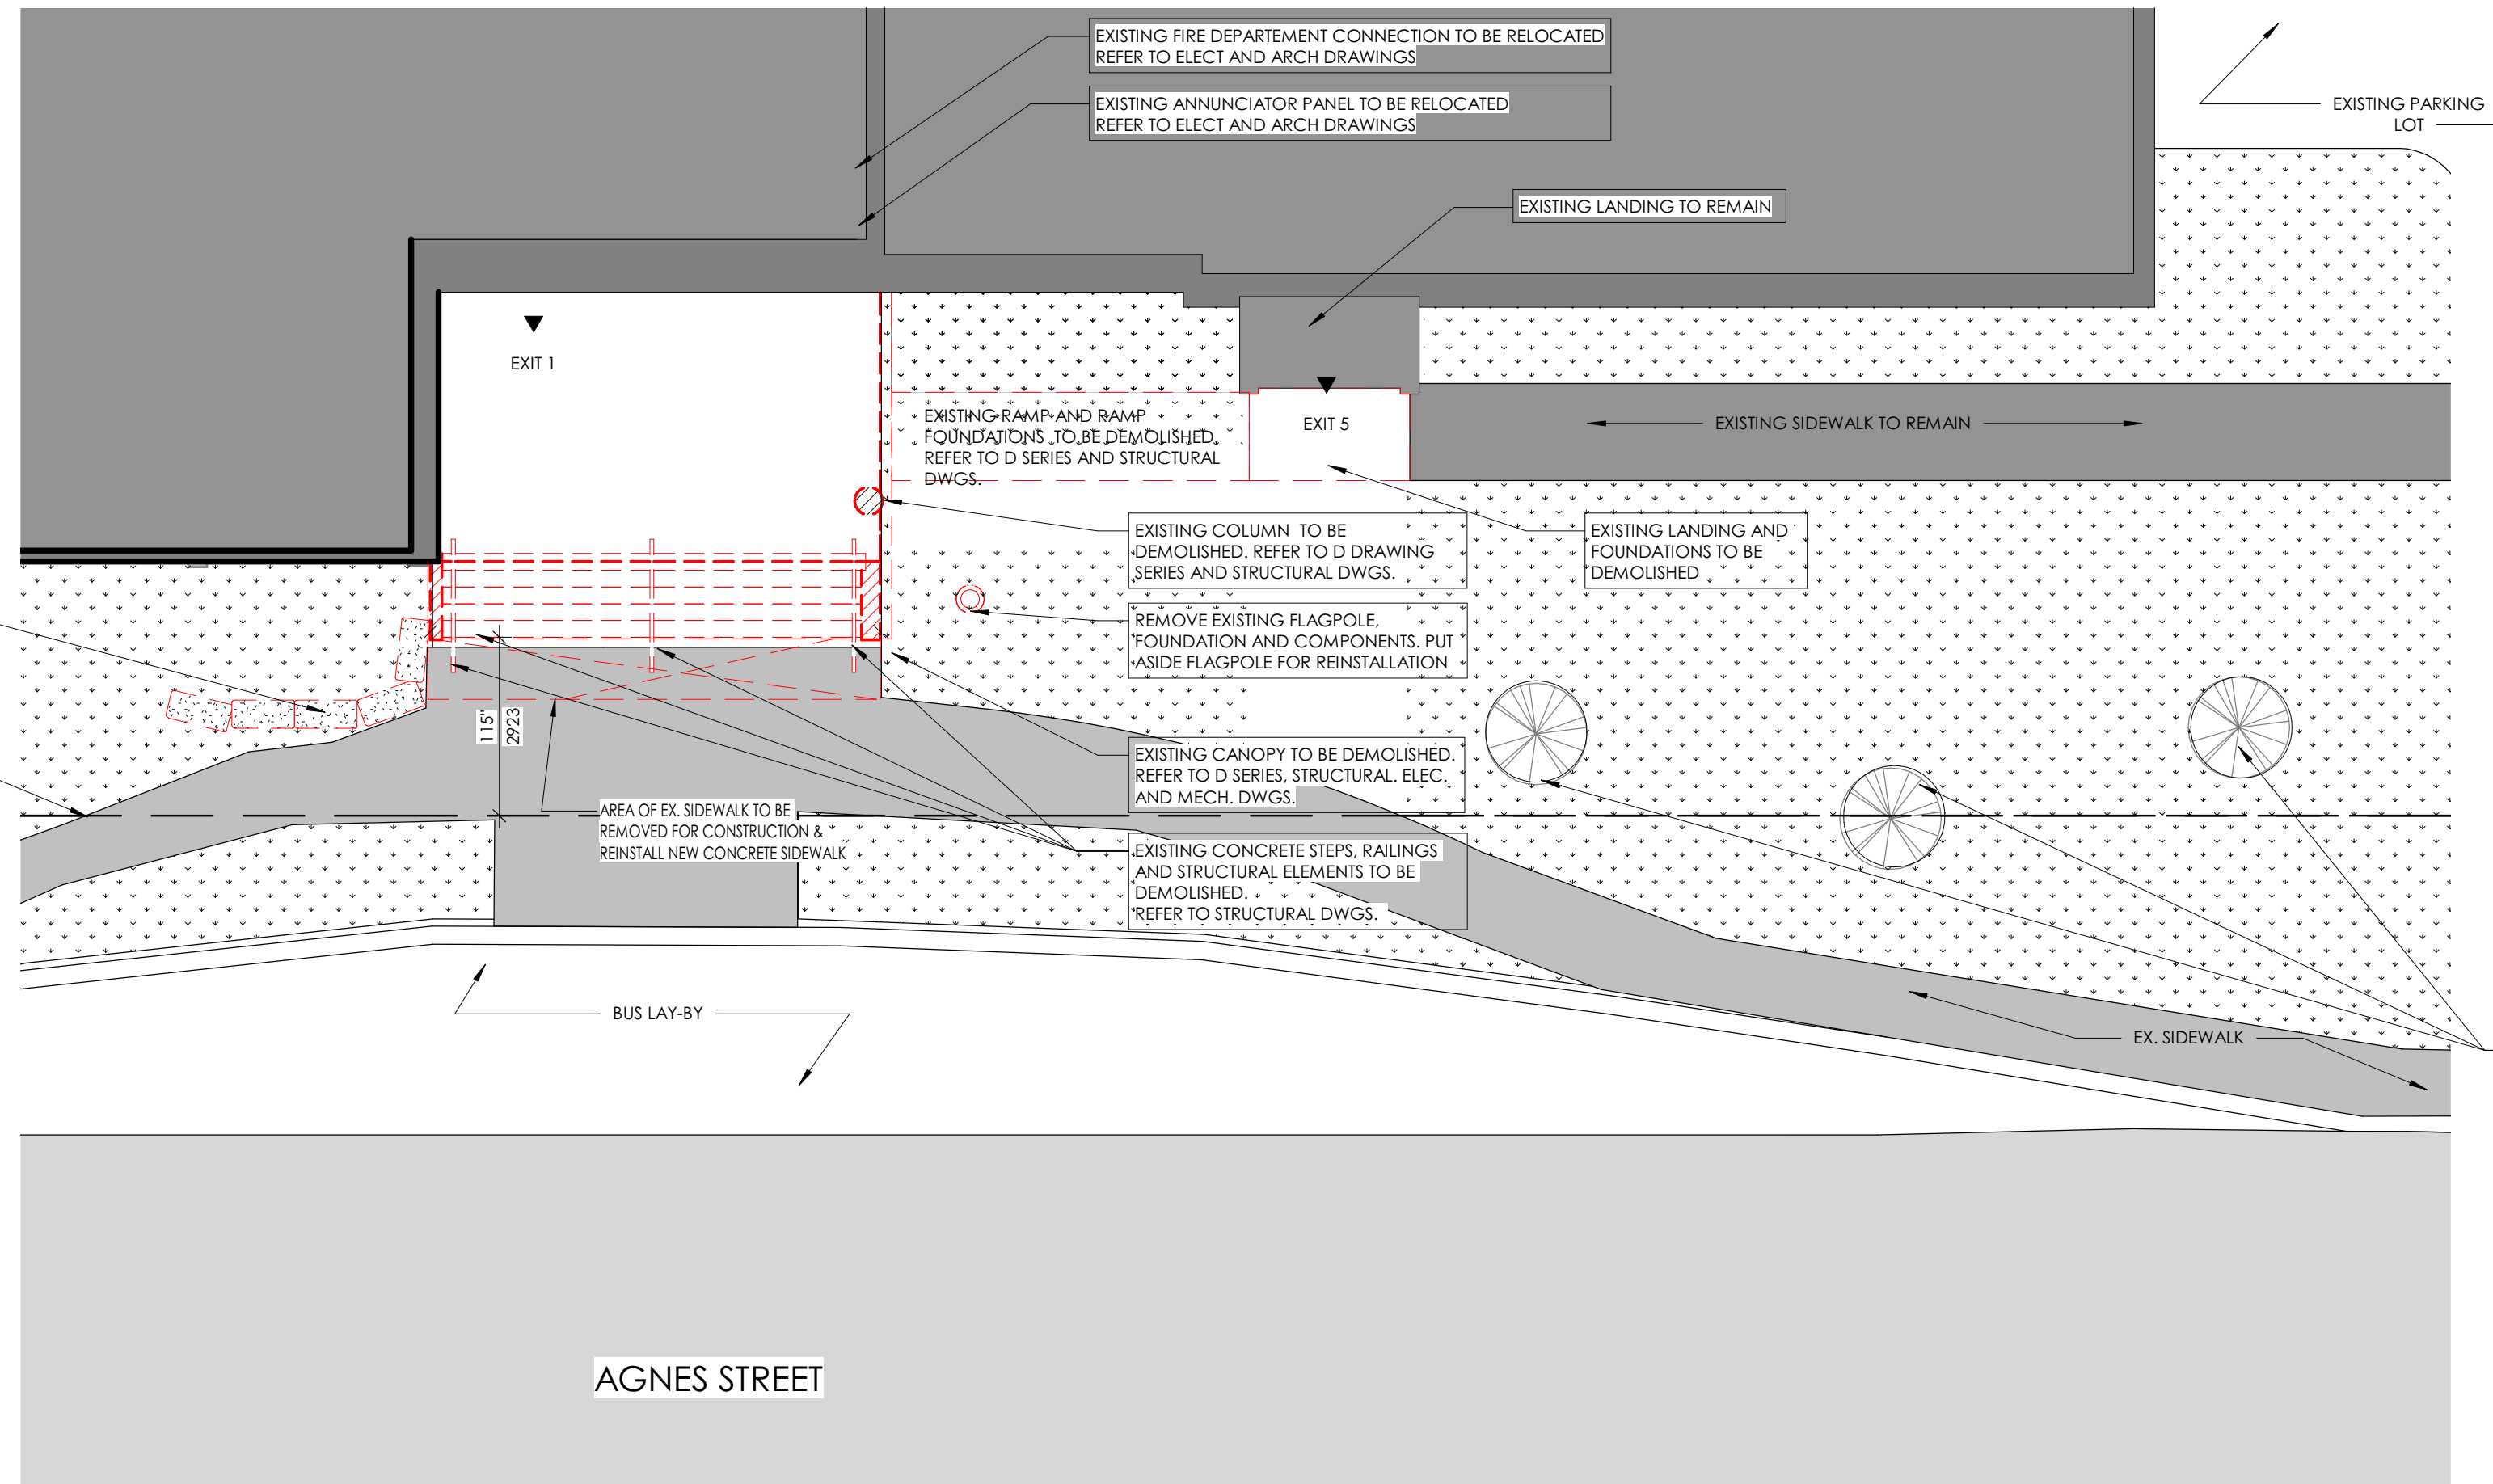 EXISTING FIRE DEPARTEMENT CONNECTION TO BE RELOCATED
REFER TO ELECT AND ARCH DRAWINGS
EXISTING ANNUNCIATOR PANEL TO BE RELOCATED
REFER TO ELECT AND ARCH DRAWINGS
EXISTING PARKING
LOT
EXISTING LANDING TO REMAIN
EXIT 1
EXISTING RAMP AND RAMP
FOUNDATIONS TO BE DEMOLISHED.
REFER TO D SERIES AND STRUCTURAL
DWGS.
EXIT 5
EXISTING SIDEWALK TO REMAIN
EXISTING COLUMN TO BE
DEMOLISHED. REFER TO D DRAWING
SERIES AND STRUCTURAL DWGS.
EXISTING LANDING AND
FOUNDATIONS TO BE
DEMOLISHED
REMOVE EXISTING FLAGPOLE,
FOUNDATION AND COMPONENTS. PUT
ASIDE FLAGPOLE FOR REINSTALLATION
115"
2923
EXISTING CANOPY TO BE DEMOLISHED.
REFER TO D SERIES, STRUCTURAL. ELEC.
AND MECH. DWGS.
AREA OF EX. SIDEWALK TO BE
REMOVED FOR CONSTRUCTION &
REINSTALL NEW CONCRETE SIDEWALK
EXISTING CONCRETE STEPS, RAILINGS
AND STRUCTURAL ELEMENTS TO BE
DEMOLISHED.
REFER TO STRUCTURAL DWGS.
BUS LAY-BY
EX. SIDEWALK
AGNES STREET